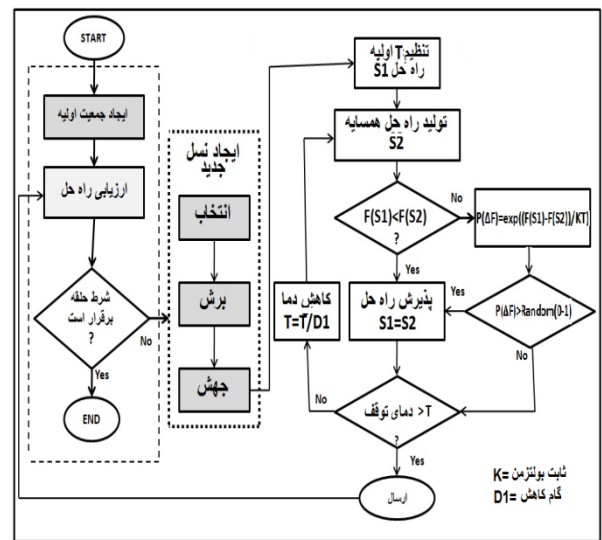 START
ایجاد جمعیت اولیه
ارزیابی راه حل
شرط حلقه
برقرار است
?
No
Yes
END
ایجاد نسل
جدید
انتخاب
برش
جهش
تنظیم T اولیه
راه حل S1
تولید راه حل همسایه
S2
F(S1)<F(S2)
?
No
P(ΔF)=exp((F(S1)-F(S2))/KT)
Yes
Yes
P(ΔF)>Random(0-1)
No
پذیرش راه حل
S1=S2
کاهش دما
T=T/D1
No
دمای توقف >T
?
Yes
ارسال
ثابت بولتزمن =K
گام کاهش =D1